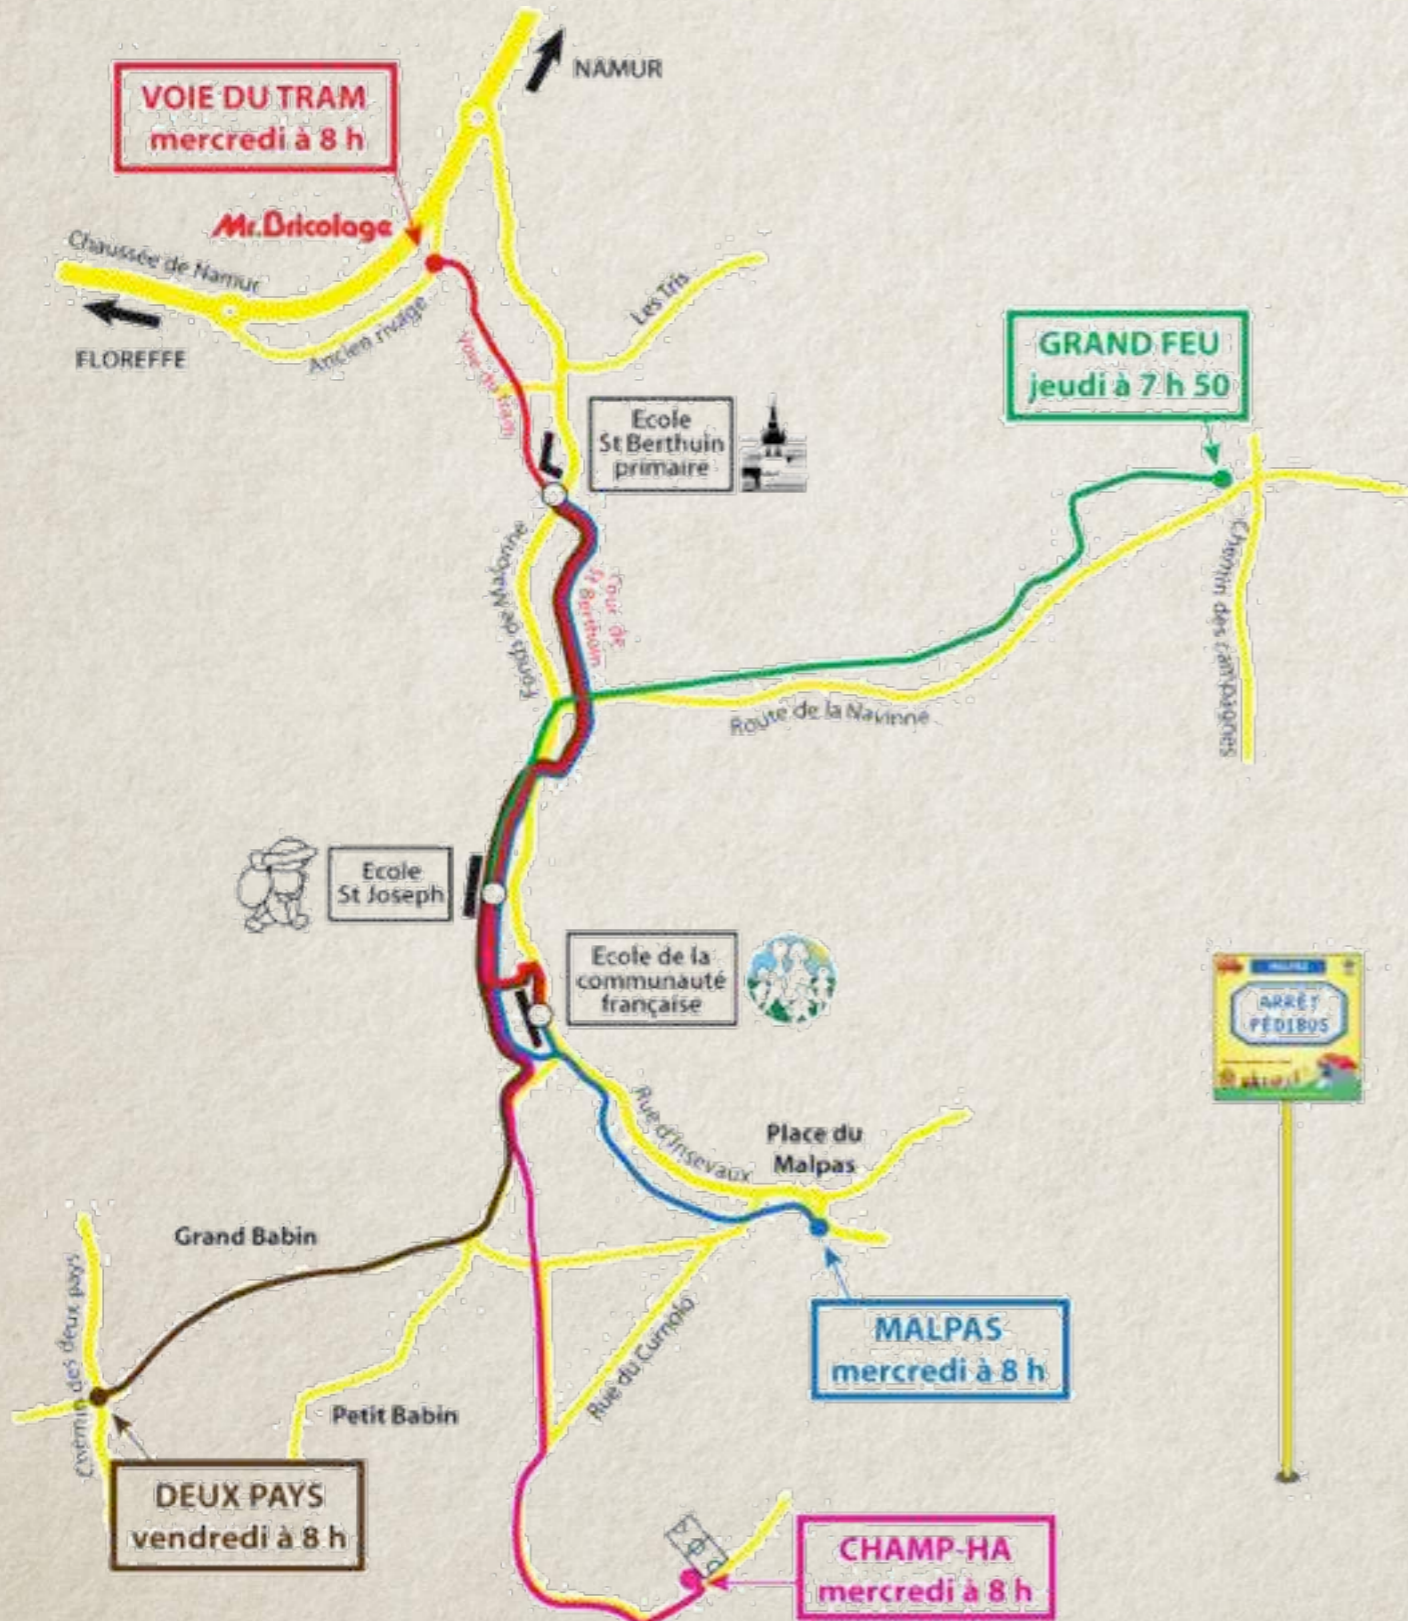 NAMUR
VOIE DU TRAM
mercredi à 8 h
Mr.Bricolage
Chaussée de Namur
FLOREFFE
Ancien rivage
Voie du tram
Les Tris
GRAND FEU
jeudi à 7 h 50
Ecole
St Berthuin
primaire
Fonds de Malonne
Cour de
St Berthuin
Chemin des campagnes
Route de la Navinne
Ecole
St Joseph
Ecole de la
communauté
française
MALPAS
ARRÊT
PÉDIBUS
Rue d'Insevaux
Place du
Malpas
Grand Babin
Chemin des deux pays
Rue du Curnolo
MALPAS
mercredi à 8 h
Petit Babin
DEUX PAYS
vendredi à 8 h
CHAMP-HA
mercredi à 8 h